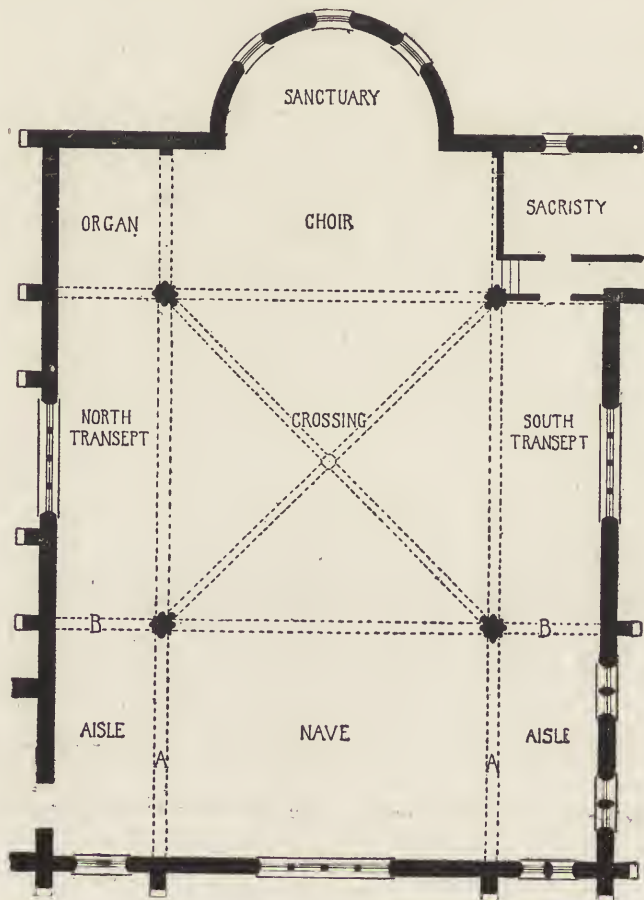 SANCTUARY
ORGAN
CHOIR
SACRISTY
NORTH
TRANSEPT
CROSSING
SOUTH
TRANSEPT
B
B
AISLE
NAVE
AISLE
A
A